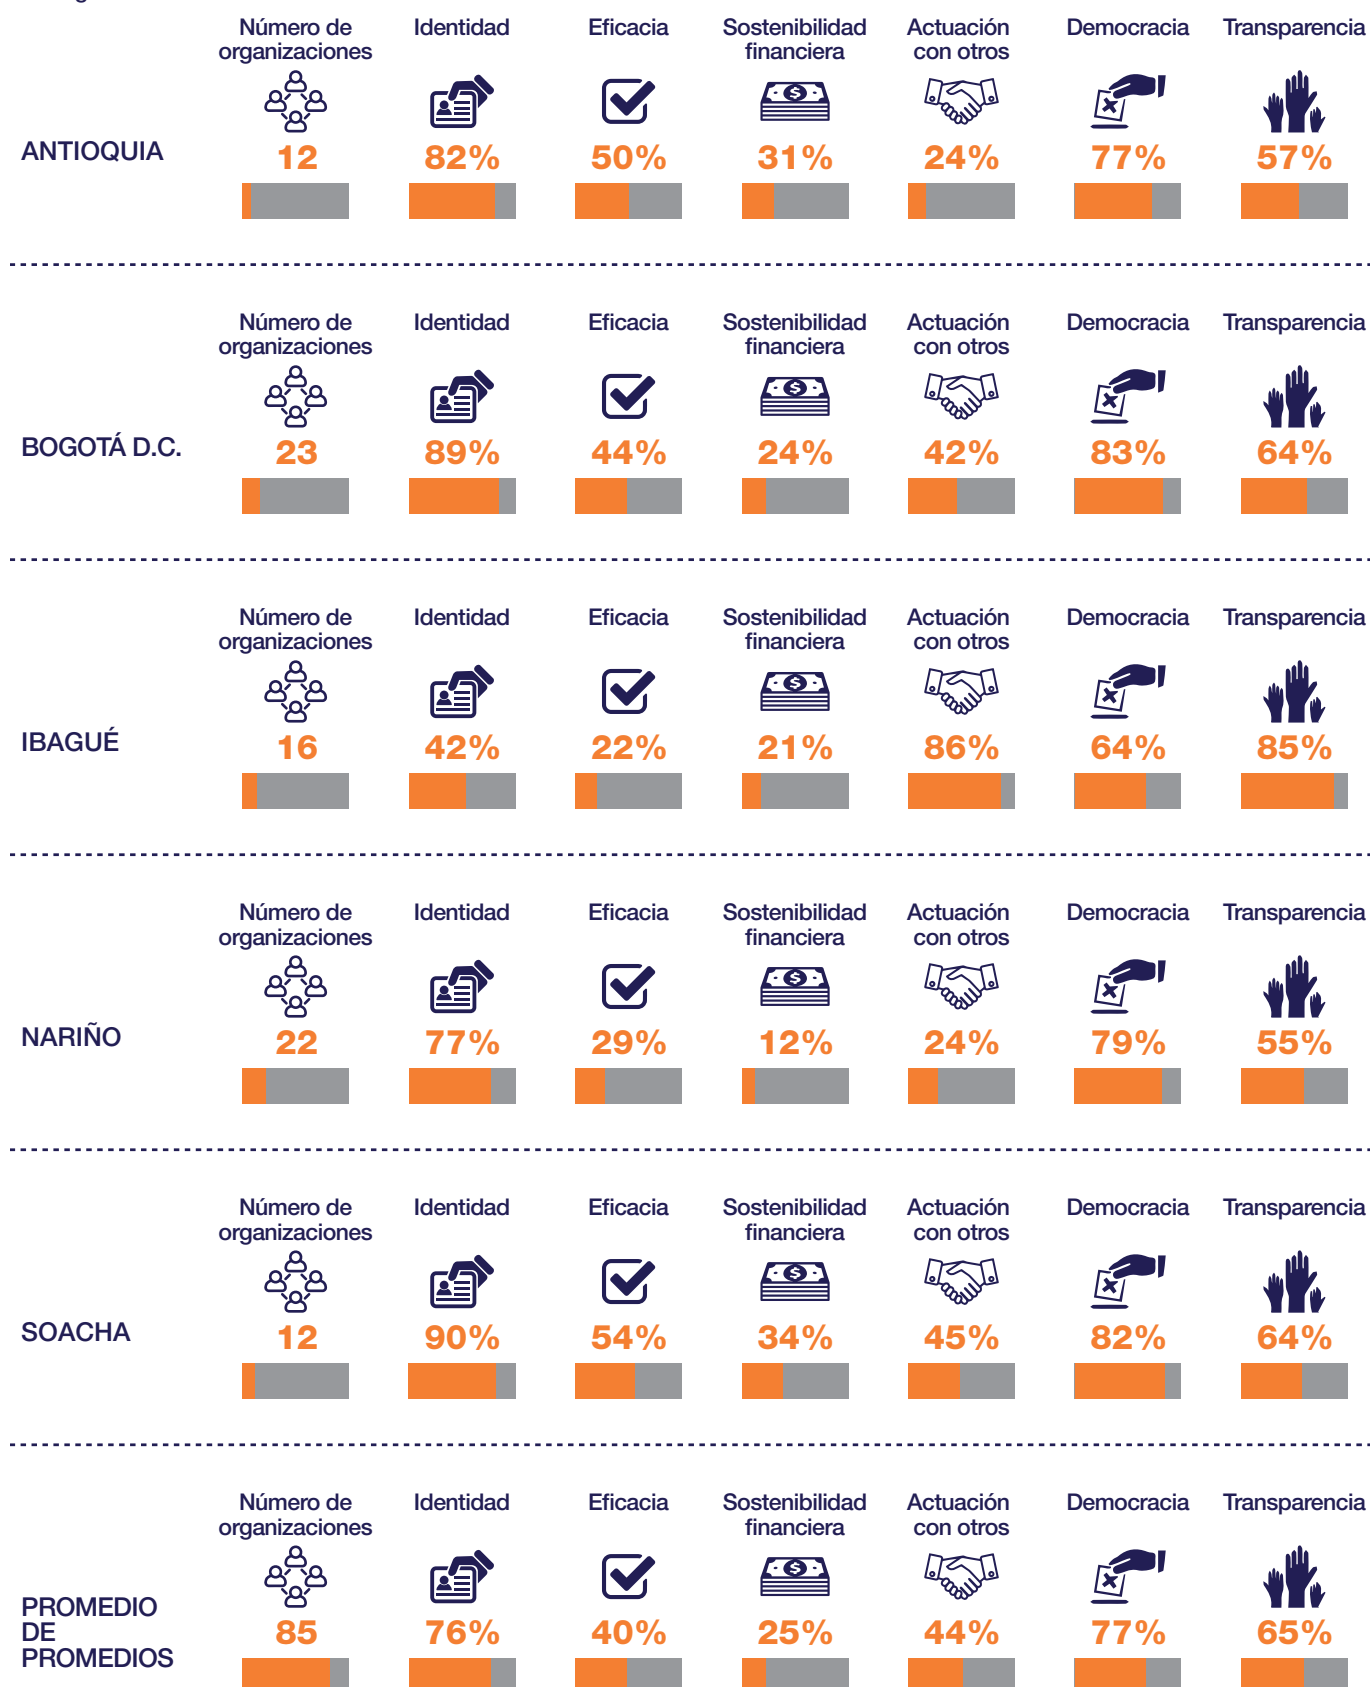 Número de organizaciones Identidad Eficacia Sostenibilidad financiera Actuación con otros Democracia Transparencia
ANTIOQUIA 12 82% 50% 31% 24% 77% 57%
Número de organizaciones Identidad Eficacia Sostenibilidad financiera Actuación con otros Democracia Transparencia
BOGOTÁ D.C. 23 89% 44% 24% 42% 83% 64%
Número de organizaciones Identidad Eficacia Sostenibilidad financiera Actuación con otros Democracia Transparencia
IBAGUÉ 16 42% 22% 21% 86% 64% 85%
Número de organizaciones Identidad Eficacia Sostenibilidad financiera Actuación con otros Democracia Transparencia
NARIÑO 22 77% 29% 12% 24% 79% 55%
Número de organizaciones Identidad Eficacia Sostenibilidad financiera Actuación con otros Democracia Transparencia
SOACHA 12 90% 54% 34% 45% 82% 64%
Número de organizaciones Identidad Eficacia Sostenibilidad financiera Actuación con otros Democracia Transparencia
PROMEDIO DE PROMEDIOS 85 76% 40% 25% 44% 77% 65%